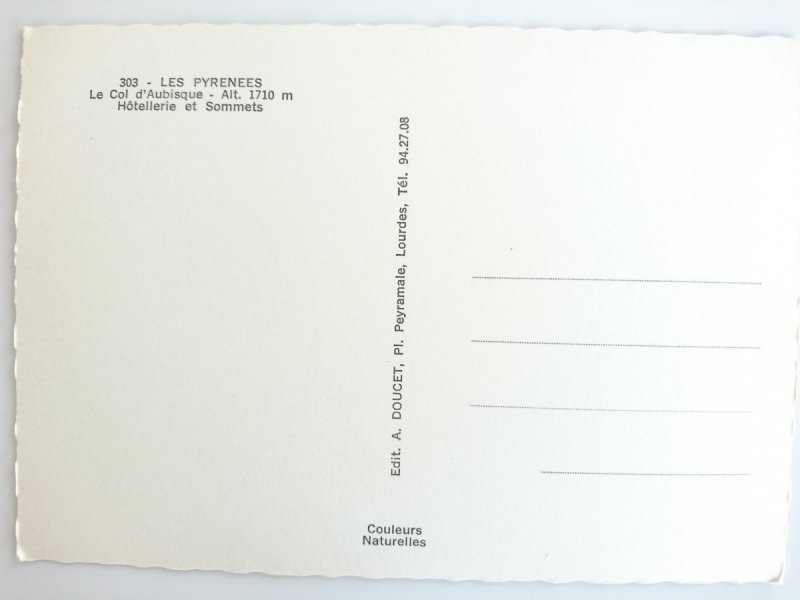 303 - LES PYRENEES
Le Col d'Aubisque - Alt. 1710 m
Hôtellerie et Sommets
Edit. A. DOUCET, Pl. Peyramale, Lourdes, Tél. 94.27.08
Couleurs
Naturelles